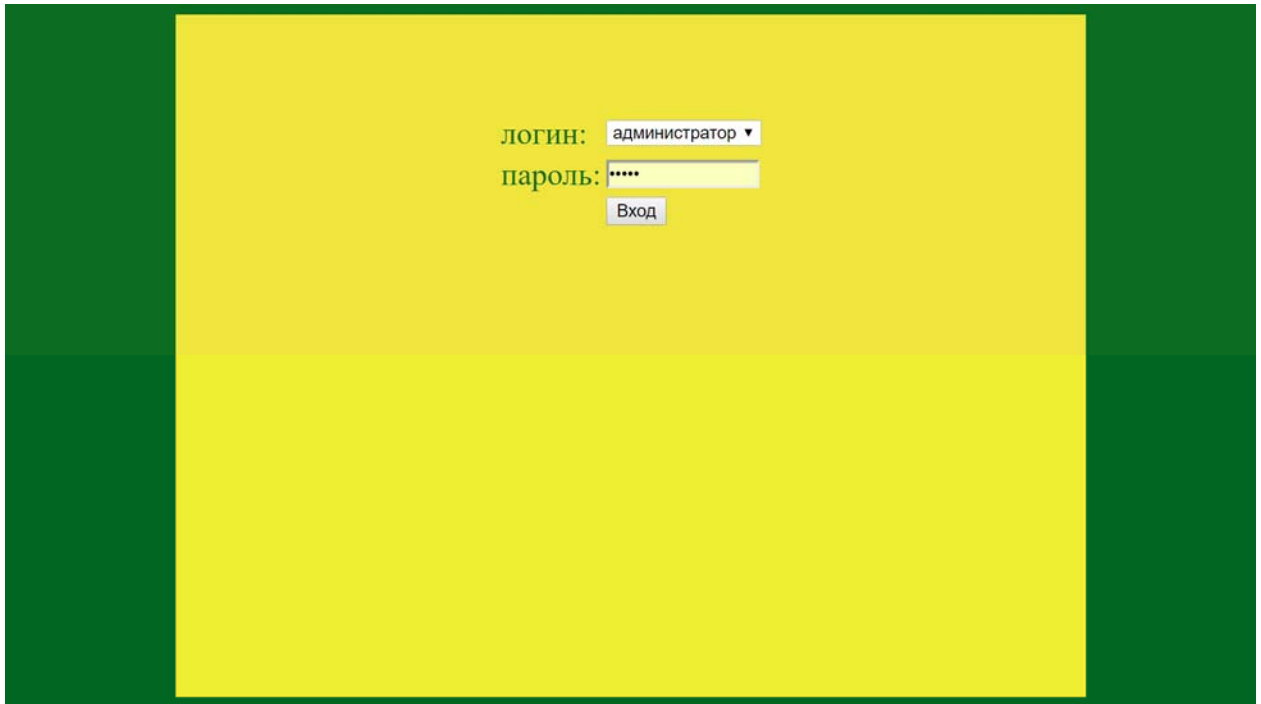 логин: администратор
пароль: •••••
Вход